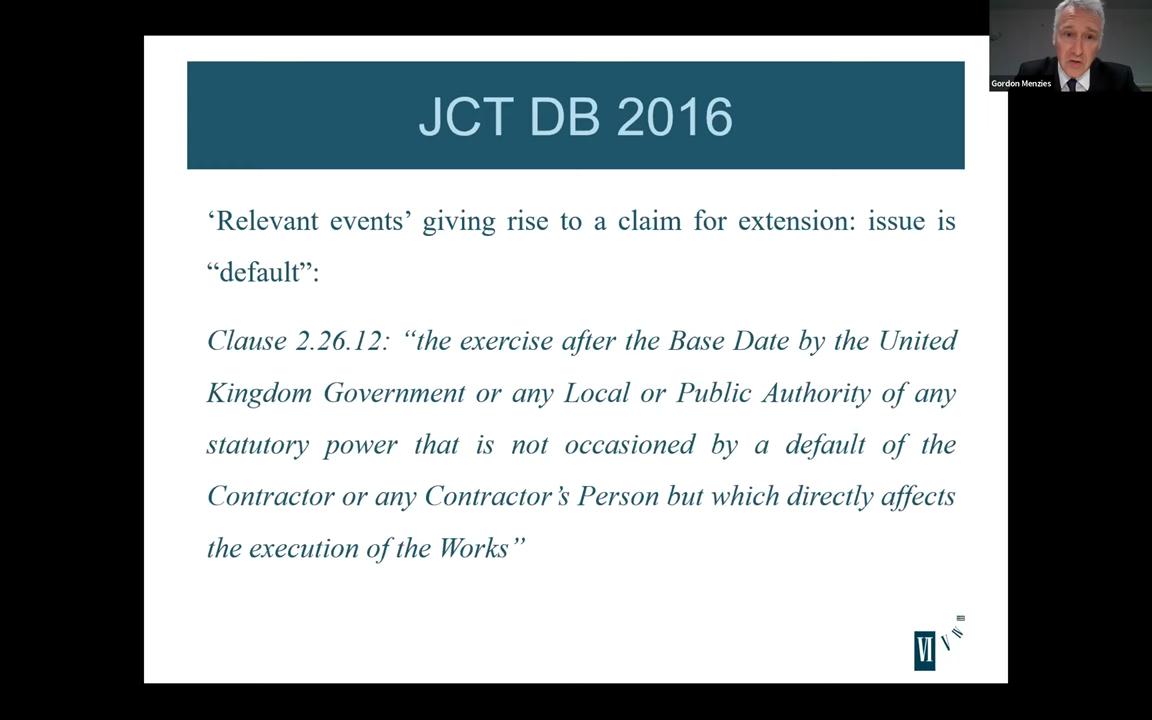 JCT DB 2016
Gordon Menzies
‘Relevant events’ giving rise to a claim for extension: issue is
“default”:
Clause 2.26.12: “the exercise after the Base Date by the United
Kingdom Government or any Local or Public Authority of any
statutory power that is not occasioned by a default of the
Contractor or any Contractor’s Person but which directly affects
the execution of the Works”
VI
V